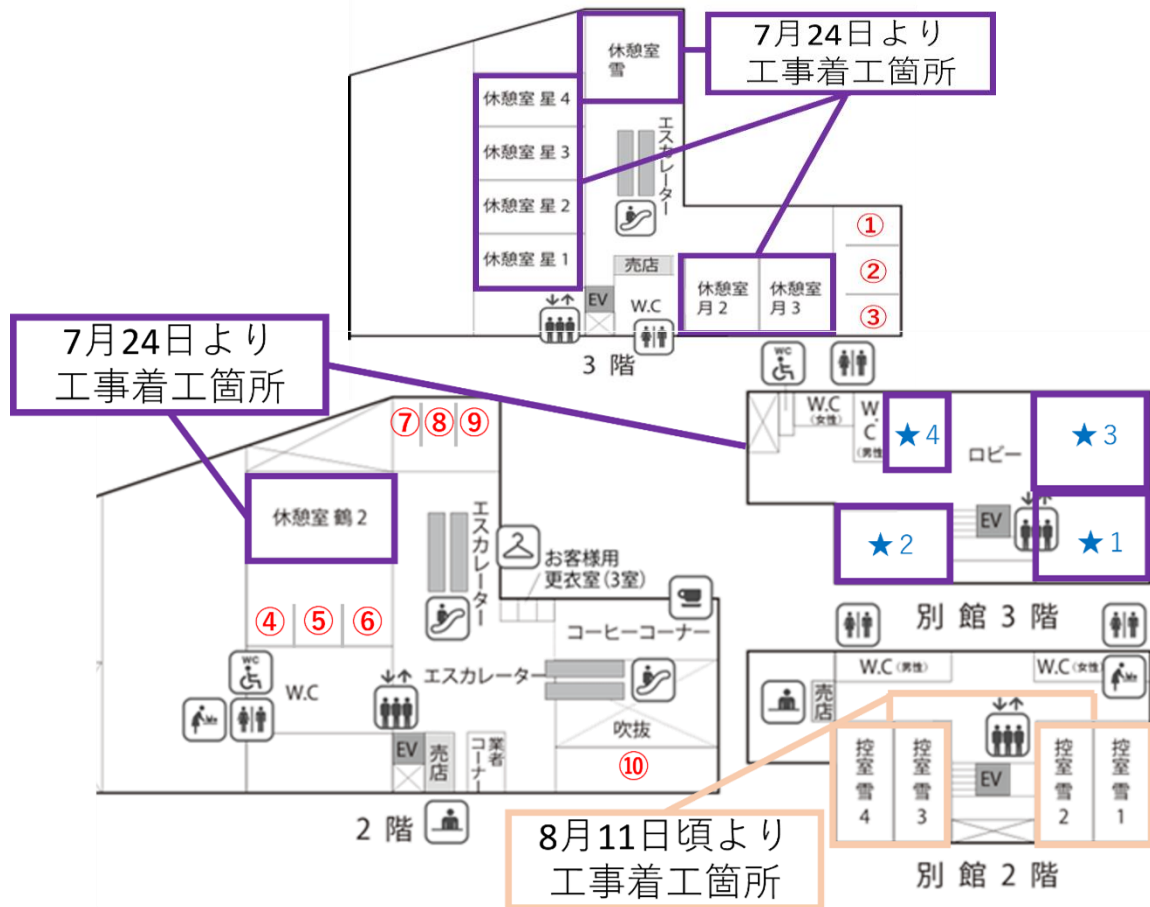 7月24日より
工事着工箇所
休憩室
雪
休憩室 星 4
休憩室 星 3
休憩室 星 2
休憩室 星 1
エスカレーター
売店
EV
W.C
休憩室
月 2
休憩室
月 3
①
②
③
3 階
7月24日より
工事着工箇所
⑦
⑧
⑨
休憩室 鶴 2
エスカレーター
お客様用
更衣室(3室)
コーヒーコーナー
④
⑤
⑥
WC
W.C
エスカレーター
吹抜
EV
売店
業者
コーナー
⑩
2 階
WC
W.C
(女性)
W.C
(男性)
★4
ロビー
★3
★2
EV
★1
別 館 3 階
W.C (男性)
W.C (女性)
売店
控室 雪 4
控室 雪 3
EV
控室 雪 2
控室 雪 1
別 館 2 階
8月11日頃より
工事着工箇所